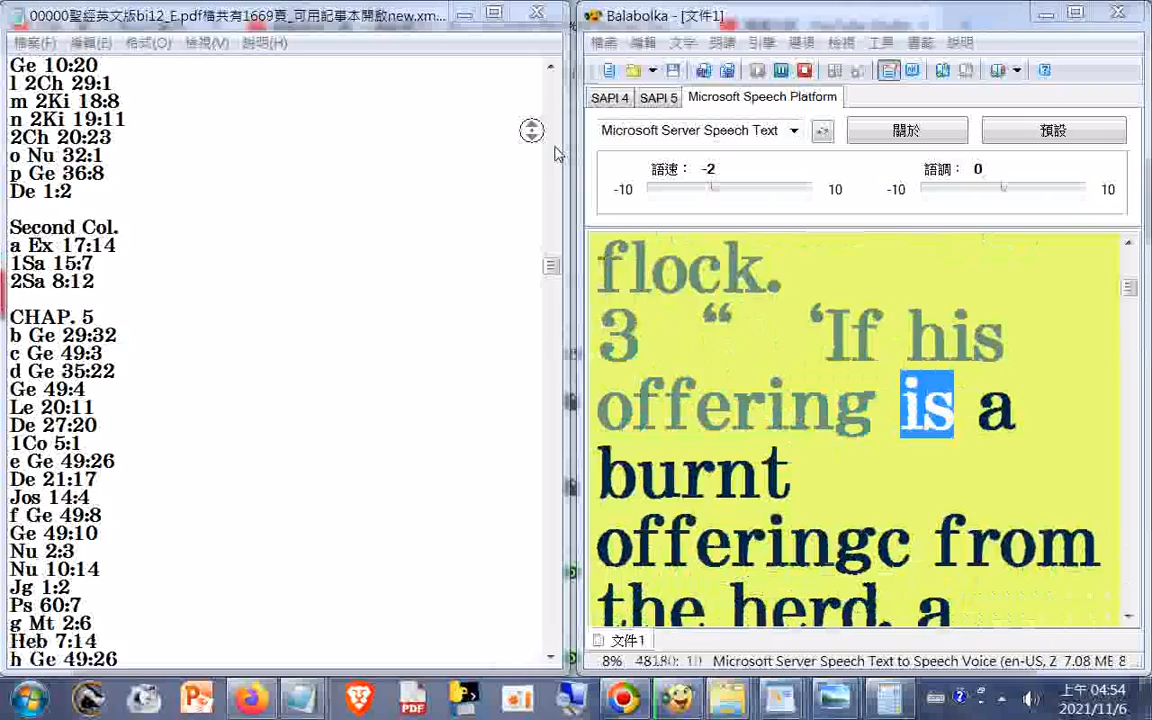 00000聖經英文版bi12_E.pdf檔共有1669頁_可用記事本開啟new.xm...
檔案(F) 編輯(E) 格式(O) 檢視(V) 說明(H)
Ge 10:20
l 2Ch 29:1
m 2Ki 18:8
n 2Ki 19:11
2Ch 20:23
o Nu 32:1
p Ge 36:8
De 1:2
Second Col.
a Ex 17:14
1Sa 15:7
2Sa 8:12
CHAP. 5
b Ge 29:32
c Ge 49:3
d Ge 35:22
Ge 49:4
Le 20:11
De 27:20
1Co 5:1
e Ge 49:26
De 21:17
Jos 14:4
f Ge 49:8
Ge 49:10
Nu 2:3
Nu 10:14
Jg 1:2
Ps 60:7
g Mt 2:6
Heb 7:14
h Ge 49:26
Balabolka - [文件1]
檔案 編輯 文字 朗讀 引擎 選項 檢視 工具 書籤 說明
SAPI 4 SAPI 5 Microsoft Speech Platform
Microsoft Server Speech Text 關於 預設
語速： -2 語調： 0
-10 10 -10 10
flock.
3 “ ‘If his
offering is a
burnt
offeringc from
the herd, a
文件1
8% Microsoft Server Speech Text to Speech Voice (en-US, Z 7.08 MB 8
PDF
上午 04:54
2021/11/6